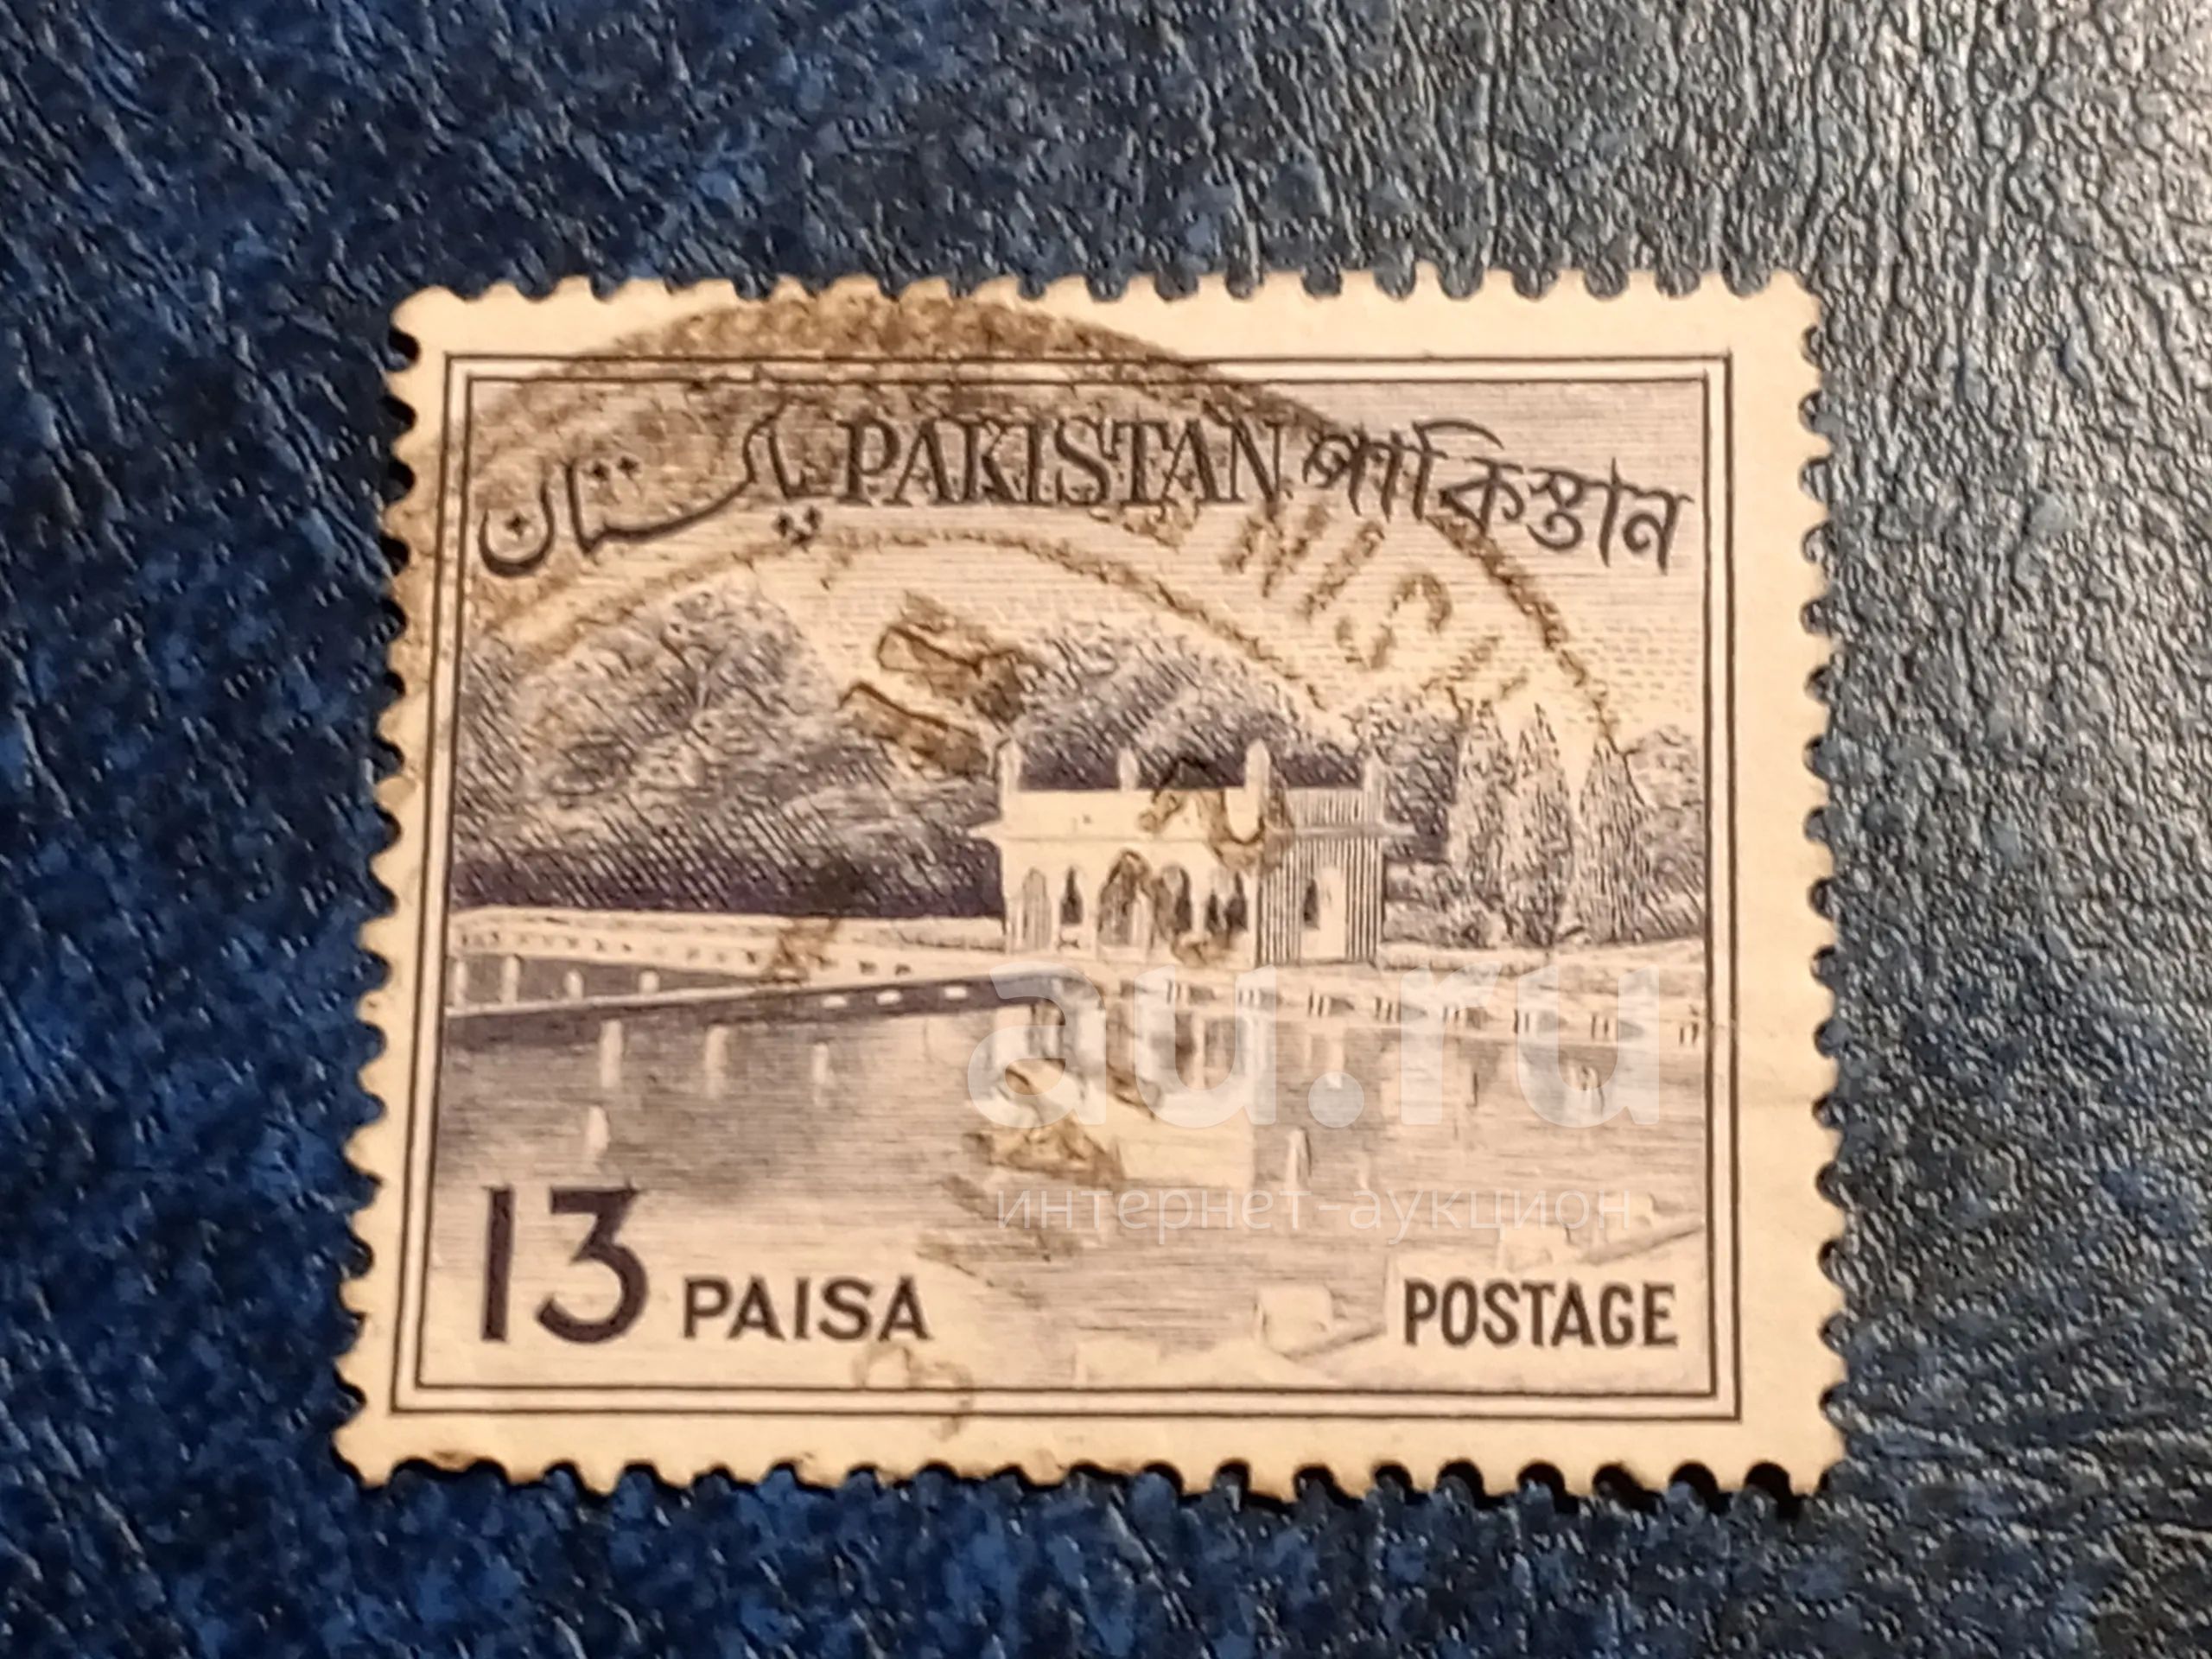 پاکستان PAKISTAN পাকিস্তান
au.ru
интернет-аукцион
13 PAISA
POSTAGE